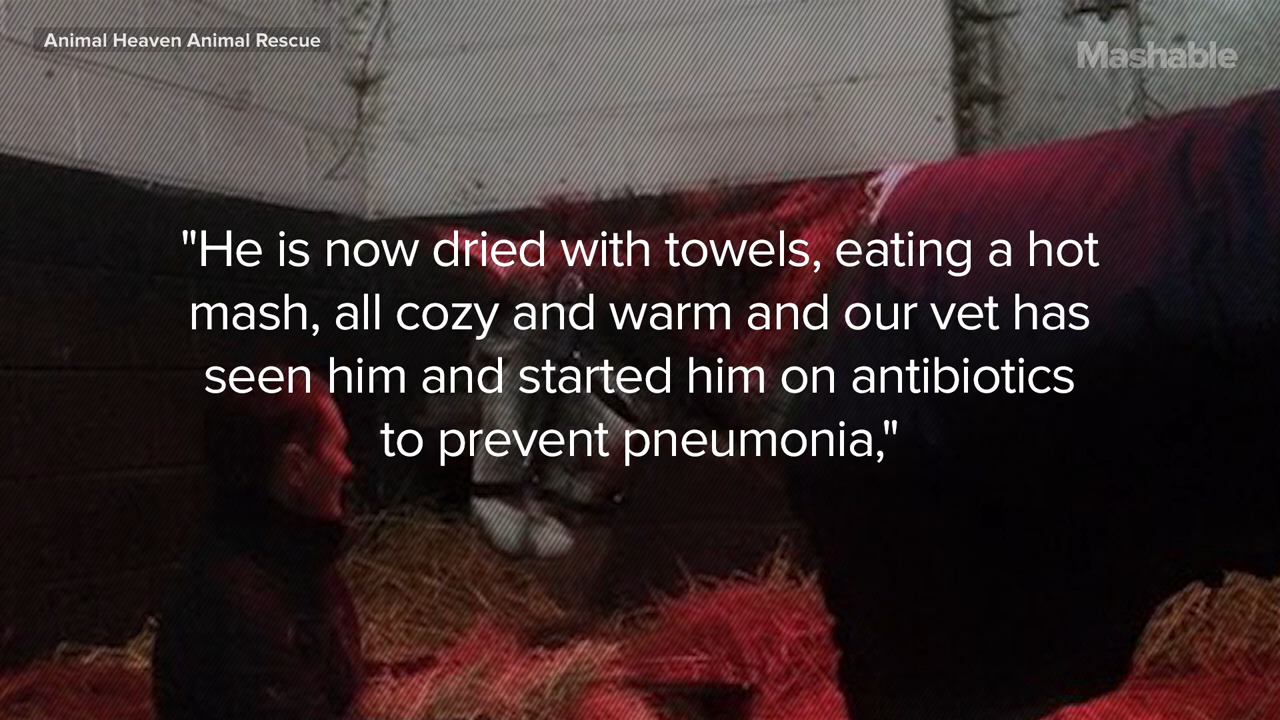 Animal Heaven Animal Rescue
Mashable
"He is now dried with towels, eating a hot
mash, all cozy and warm and our vet has
seen him and started him on antibiotics
to prevent pneumonia,"